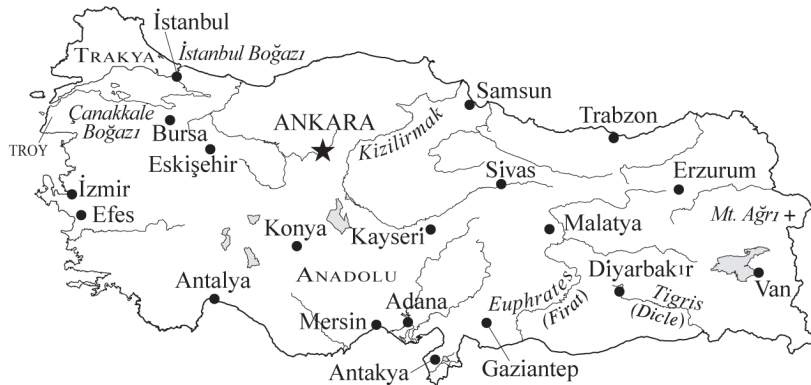 İstanbul
TRAKYA
İstanbul Boğazı
Samsun
Çanakkale
Boğazı
Bursa
ANKARA
Kizilirmak
Trabzon
TROY
Eskişehir
Sivas
Erzurum
İzmir
Efes
Konya
Kayseri
Malatya
Mt. Ağrı +
ANADOLU
Diyarbakır
Van
Antalya
Adana
Euphrates
(Firat)
Tigris
(Dicle)
Mersin
Antakya
Gaziantep